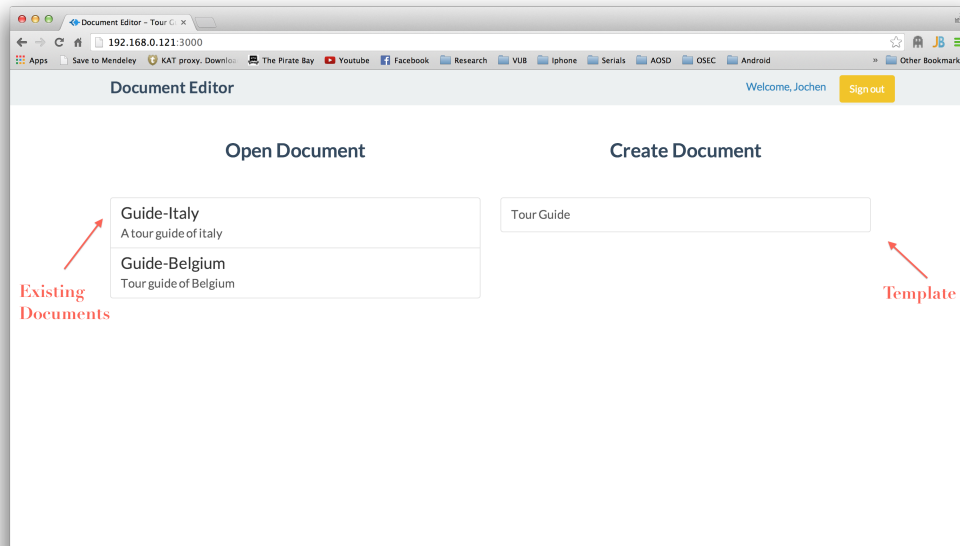 Document Editor – Tour G
192.168.0.121:3000
Apps Save to Mendeley KAT proxy. Downloa The Pirate Bay Youtube Facebook Research VUB Iphone Serials AOSD OSEC Android » Other Bookmark
Document Editor Welcome, Jochen Sign out
Open Document Create Document
Guide-Italy
A tour guide of italy
Tour Guide
Guide-Belgium
Tour guide of Belgium
Existing
Documents
Template